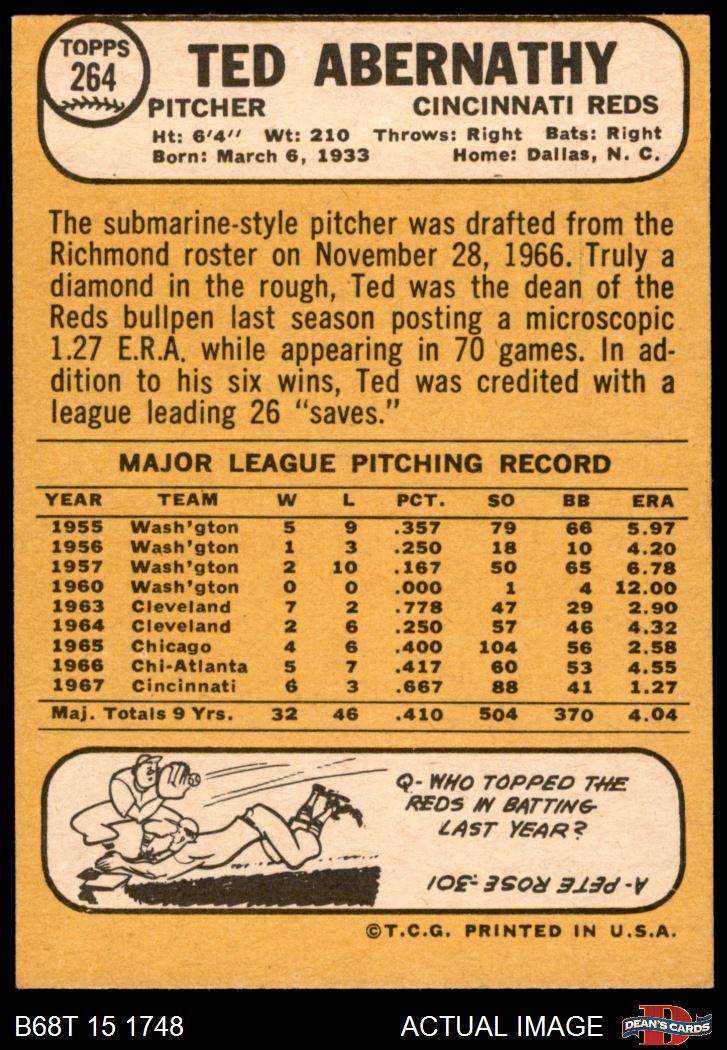 TOPPS
264
TED ABERNATHY
PITCHER CINCINNATI REDS
Ht: 6'4" Wt: 210 Throws: Right Bats: Right
Born: March 6, 1933 Home: Dallas, N. C.
The submarine-style pitcher was drafted from the
Richmond roster on November 28, 1966. Truly a
diamond in the rough, Ted was the dean of the
Reds bullpen last season posting a microscopic
1.27 E.R.A. while appearing in 70 games. In ad-
dition to his six wins, Ted was credited with a
league leading 26 "saves."
MAJOR LEAGUE PITCHING RECORD
YEAR TEAM W L PCT. SO BB ERA
1955 Wash'gton 5 9 .357 79 66 5.97
1956 Wash'gton 1 3 .250 18 10 4.20
1957 Wash'gton 2 10 .167 50 65 6.78
1960 Wash'gton 0 0 .000 1 4 12.00
1963 Cleveland 7 2 .778 47 29 2.90
1964 Cleveland 2 6 .250 57 46 4.32
1965 Chicago 4 6 .400 104 56 2.58
1966 Chi-Atlanta 5 7 .417 60 53 4.55
1967 Cincinnati 6 3 .667 88 41 1.27
Maj. Totals 9 Yrs. 32 46 .410 504 370 4.04
Q- WHO TOPPED THE
REDS IN BATTING
LAST YEAR?
A- PETE ROSE .301
©T.C.G. PRINTED IN U.S.A.
B68T 15 1748 ACTUAL IMAGE D DEAN'S CARDS